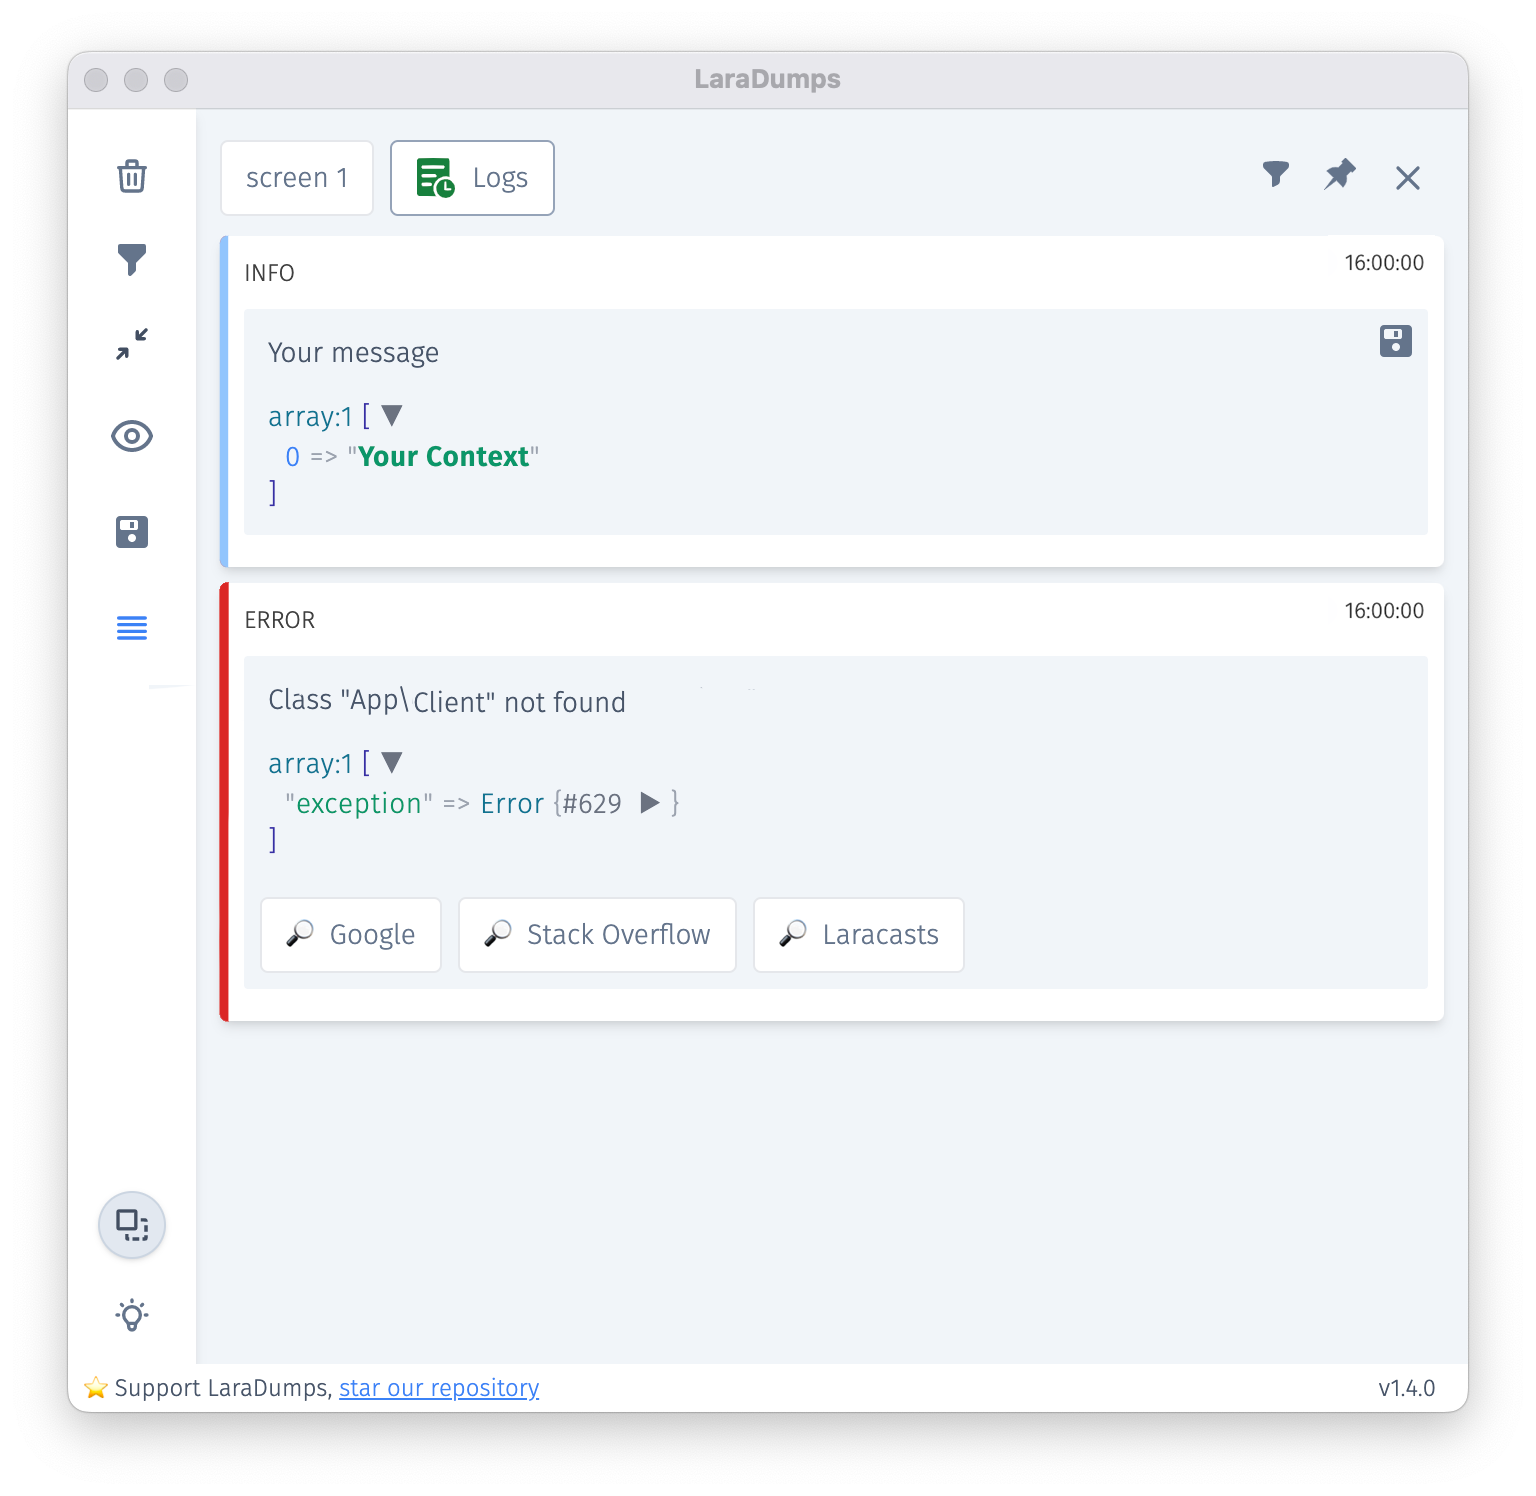 LaraDumps
screen 1
Logs
INFO
16:00:00
Your message
array:1 [ ▼
0 => "Your Context"
]
ERROR
16:00:00
Class "App\Client" not found
array:1 [ ▼
"exception" => Error {#629 ▶ }
]
Google
Stack Overflow
Laracasts
⭐ Support LaraDumps, star our repository
v1.4.0